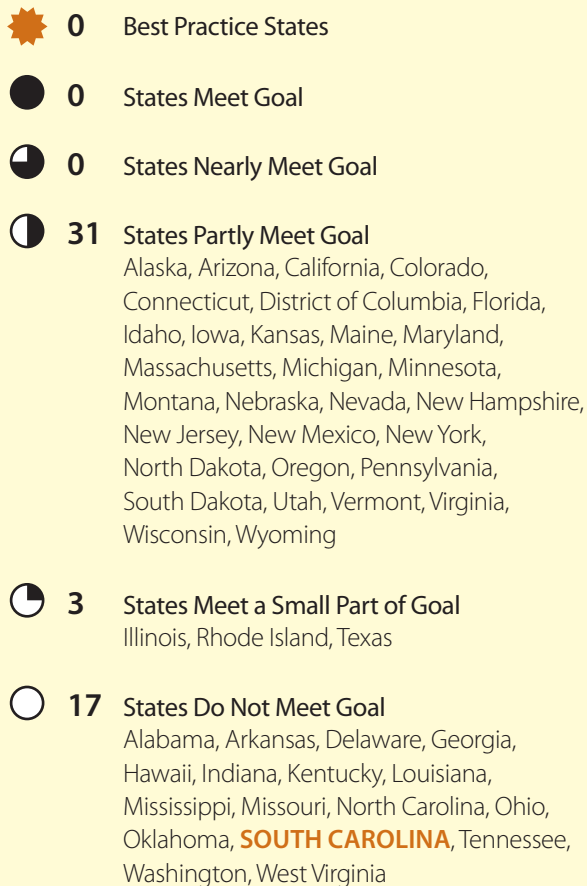 0 Best Practice States
0 States Meet Goal
0 States Nearly Meet Goal
31 States Partly Meet Goal
Alaska, Arizona, California, Colorado,
Connecticut, District of Columbia, Florida,
Idaho, Iowa, Kansas, Maine, Maryland,
Massachusetts, Michigan, Minnesota,
Montana, Nebraska, Nevada, New Hampshire,
New Jersey, New Mexico, New York,
North Dakota, Oregon, Pennsylvania,
South Dakota, Utah, Vermont, Virginia,
Wisconsin, Wyoming
3 States Meet a Small Part of Goal
Illinois, Rhode Island, Texas
17 States Do Not Meet Goal
Alabama, Arkansas, Delaware, Georgia,
Hawaii, Indiana, Kentucky, Louisiana,
Mississippi, Missouri, North Carolina, Ohio,
Oklahoma, SOUTH CAROLINA, Tennessee,
Washington, West Virginia